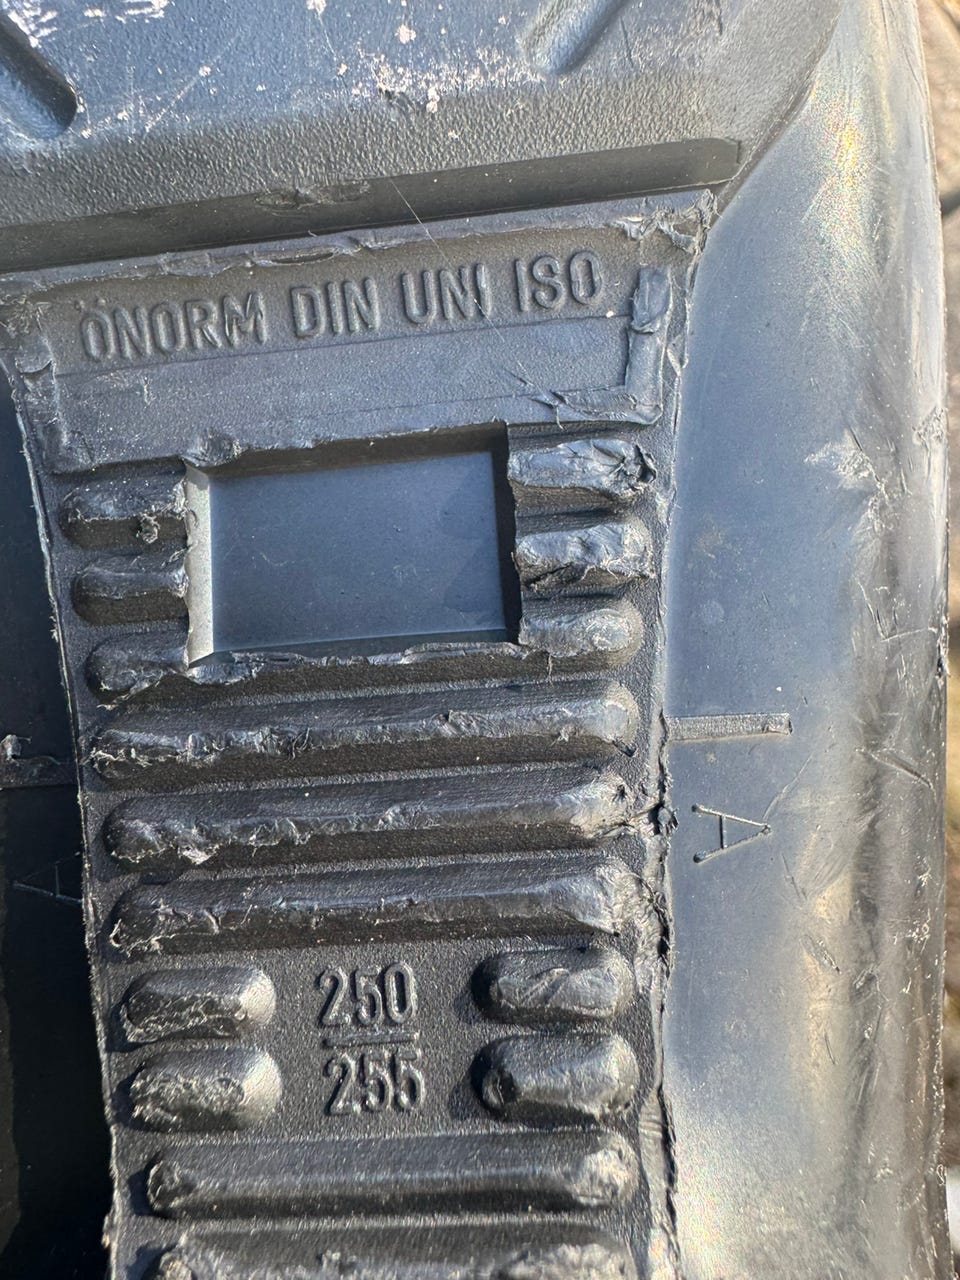 ÖNORM DIN UNI ISO
A
A
250
255